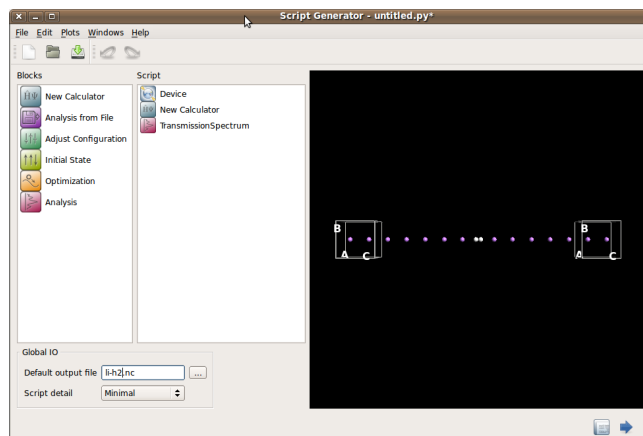 Script Generator - untitled.py*
File Edit Plots Windows Help
Blocks
New Calculator
Analysis from File
Adjust Configuration
Initial State
Optimization
Analysis
Script
Device
New Calculator
TransmissionSpectrum
B
A C
B
A C
Global IO
Default output file li-h2.nc ...
Script detail Minimal